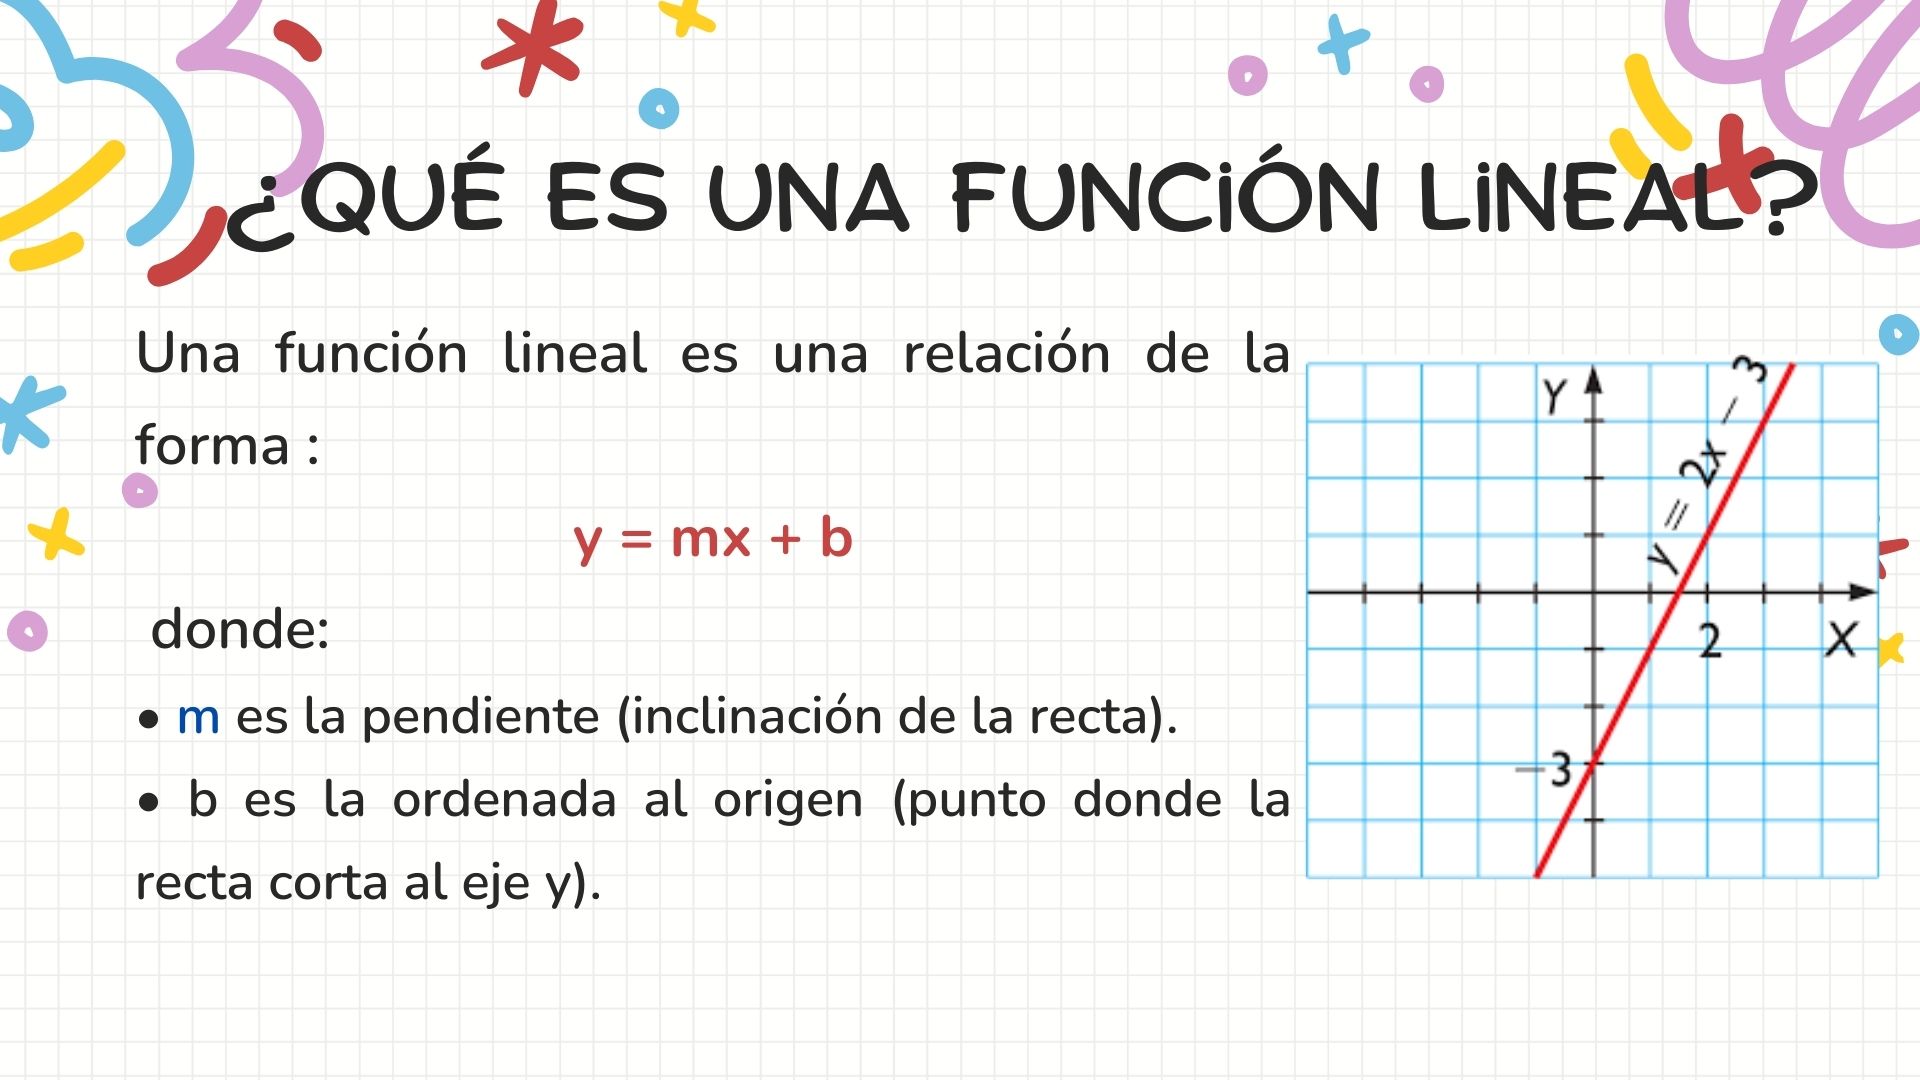 ¿QUÉ ES UNA FUNCiÓN LiNEAL?
Una función lineal es una relación de la
forma :
y = mx + b
donde:
• m es la pendiente (inclinación de la recta).
• b es la ordenada al origen (punto donde la
recta corta al eje y).
Y
y = 2x − 3
2
X
−3